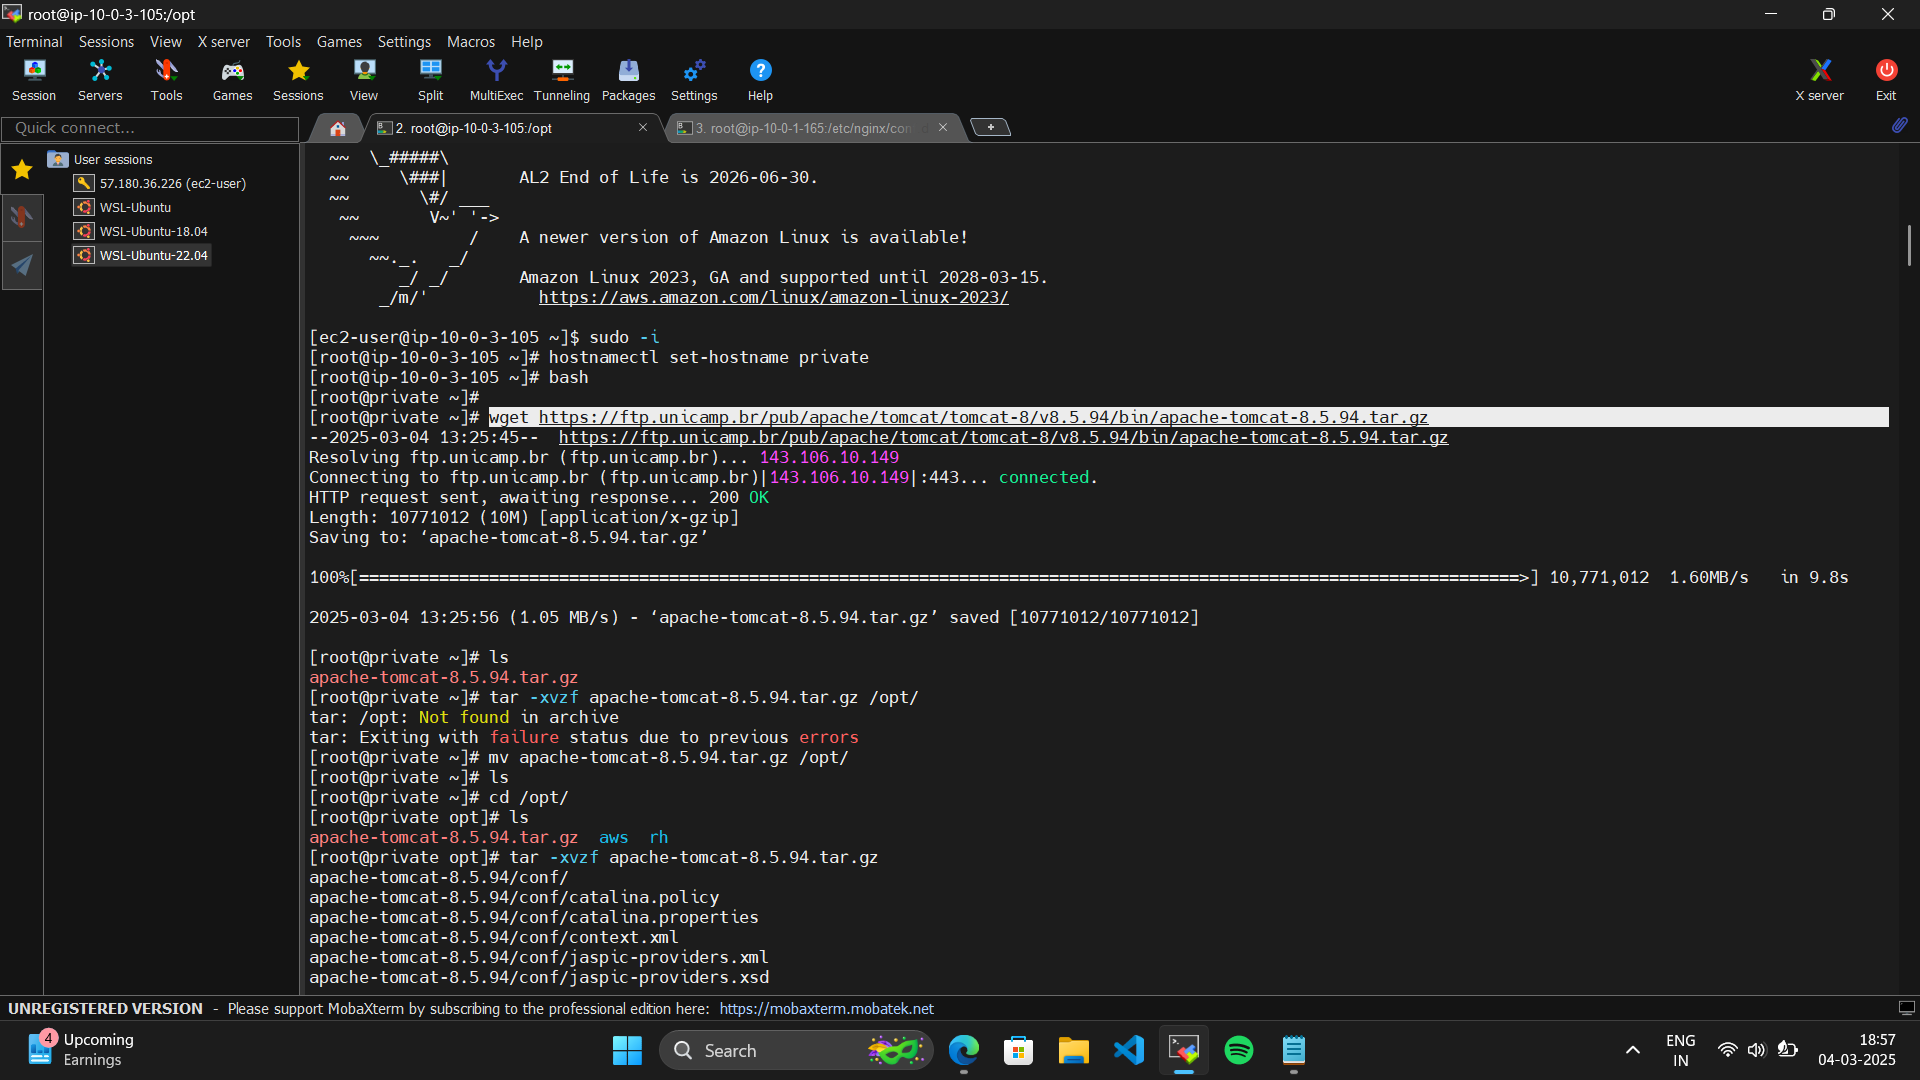 root@ip-10-0-3-105:/opt
Terminal Sessions View X server Tools Games Settings Macros Help
Session Servers Tools Games Sessions View Split MultiExec Tunneling Packages Settings Help X server Exit
Quick connect...
2. root@ip-10-0-3-105:/opt
3. root@ip-10-0-1-165:/etc/nginx/con
User sessions
57.180.36.226 (ec2-user)
WSL-Ubuntu
WSL-Ubuntu-18.04
WSL-Ubuntu-22.04
~~  \_#####\
~~     \###|       AL2 End of Life is 2026-06-30.
~~       \#/ ___
~~       V~' '->
~~~         /    A newer version of Amazon Linux is available!
~~._.   _/
_/ _/       Amazon Linux 2023, GA and supported until 2028-03-15.
_/m/'           https://aws.amazon.com/linux/amazon-linux-2023/
[ec2-user@ip-10-0-3-105 ~]$ sudo -i
[root@ip-10-0-3-105 ~]# hostnamectl set-hostname private
[root@ip-10-0-3-105 ~]# bash
[root@private ~]#
[root@private ~]# wget https://ftp.unicamp.br/pub/apache/tomcat/tomcat-8/v8.5.94/bin/apache-tomcat-8.5.94.tar.gz
--2025-03-04 13:25:45--  https://ftp.unicamp.br/pub/apache/tomcat/tomcat-8/v8.5.94/bin/apache-tomcat-8.5.94.tar.gz
Resolving ftp.unicamp.br (ftp.unicamp.br)... 143.106.10.149
Connecting to ftp.unicamp.br (ftp.unicamp.br)|143.106.10.149|:443... connected.
HTTP request sent, awaiting response... 200 OK
Length: 10771012 (10M) [application/x-gzip]
Saving to: ‘apache-tomcat-8.5.94.tar.gz’
100%[====================================================================================================================>] 10,771,012  1.60MB/s   in 9.8s
2025-03-04 13:25:56 (1.05 MB/s) - ‘apache-tomcat-8.5.94.tar.gz’ saved [10771012/10771012]
[root@private ~]# ls
apache-tomcat-8.5.94.tar.gz
[root@private ~]# tar -xvzf apache-tomcat-8.5.94.tar.gz /opt/
tar: /opt: Not found in archive
tar: Exiting with failure status due to previous errors
[root@private ~]# mv apache-tomcat-8.5.94.tar.gz /opt/
[root@private ~]# ls
[root@private ~]# cd /opt/
[root@private opt]# ls
apache-tomcat-8.5.94.tar.gz  aws  rh
[root@private opt]# tar -xvzf apache-tomcat-8.5.94.tar.gz
apache-tomcat-8.5.94/conf/
apache-tomcat-8.5.94/conf/catalina.policy
apache-tomcat-8.5.94/conf/catalina.properties
apache-tomcat-8.5.94/conf/context.xml
apache-tomcat-8.5.94/conf/jaspic-providers.xml
apache-tomcat-8.5.94/conf/jaspic-providers.xsd
UNREGISTERED VERSION - Please support MobaXterm by subscribing to the professional edition here: https://mobaxterm.mobatek.net
4
Upcoming
Earnings
Search
ENG
IN
18:57
04-03-2025